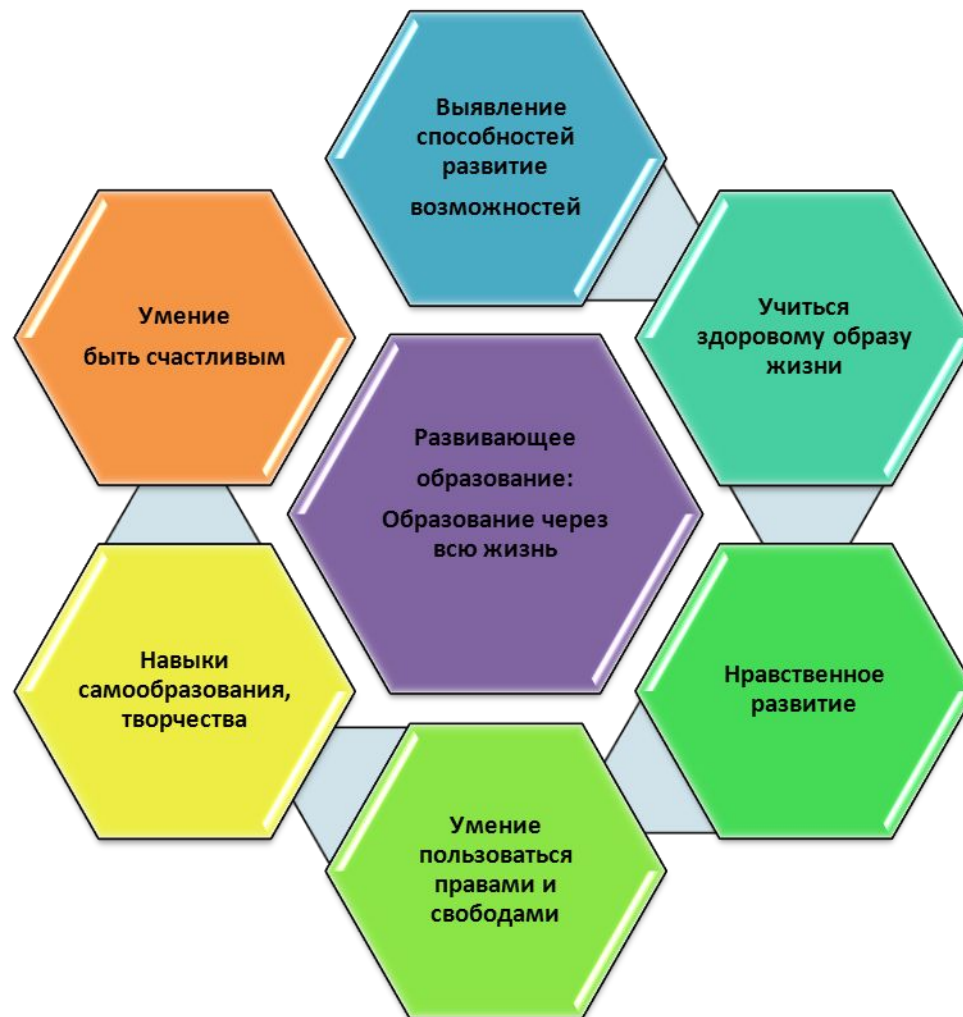 Выявление
способностей
развитие
возможностей
Учиться
здоровому образу
жизни
Нравственное
развитие
Умение
пользоваться
правами и
свободами
Навыки
самообразования,
творчества
Умение
быть счастливым
Развивающее
образование:
Образование через
всю жизнь